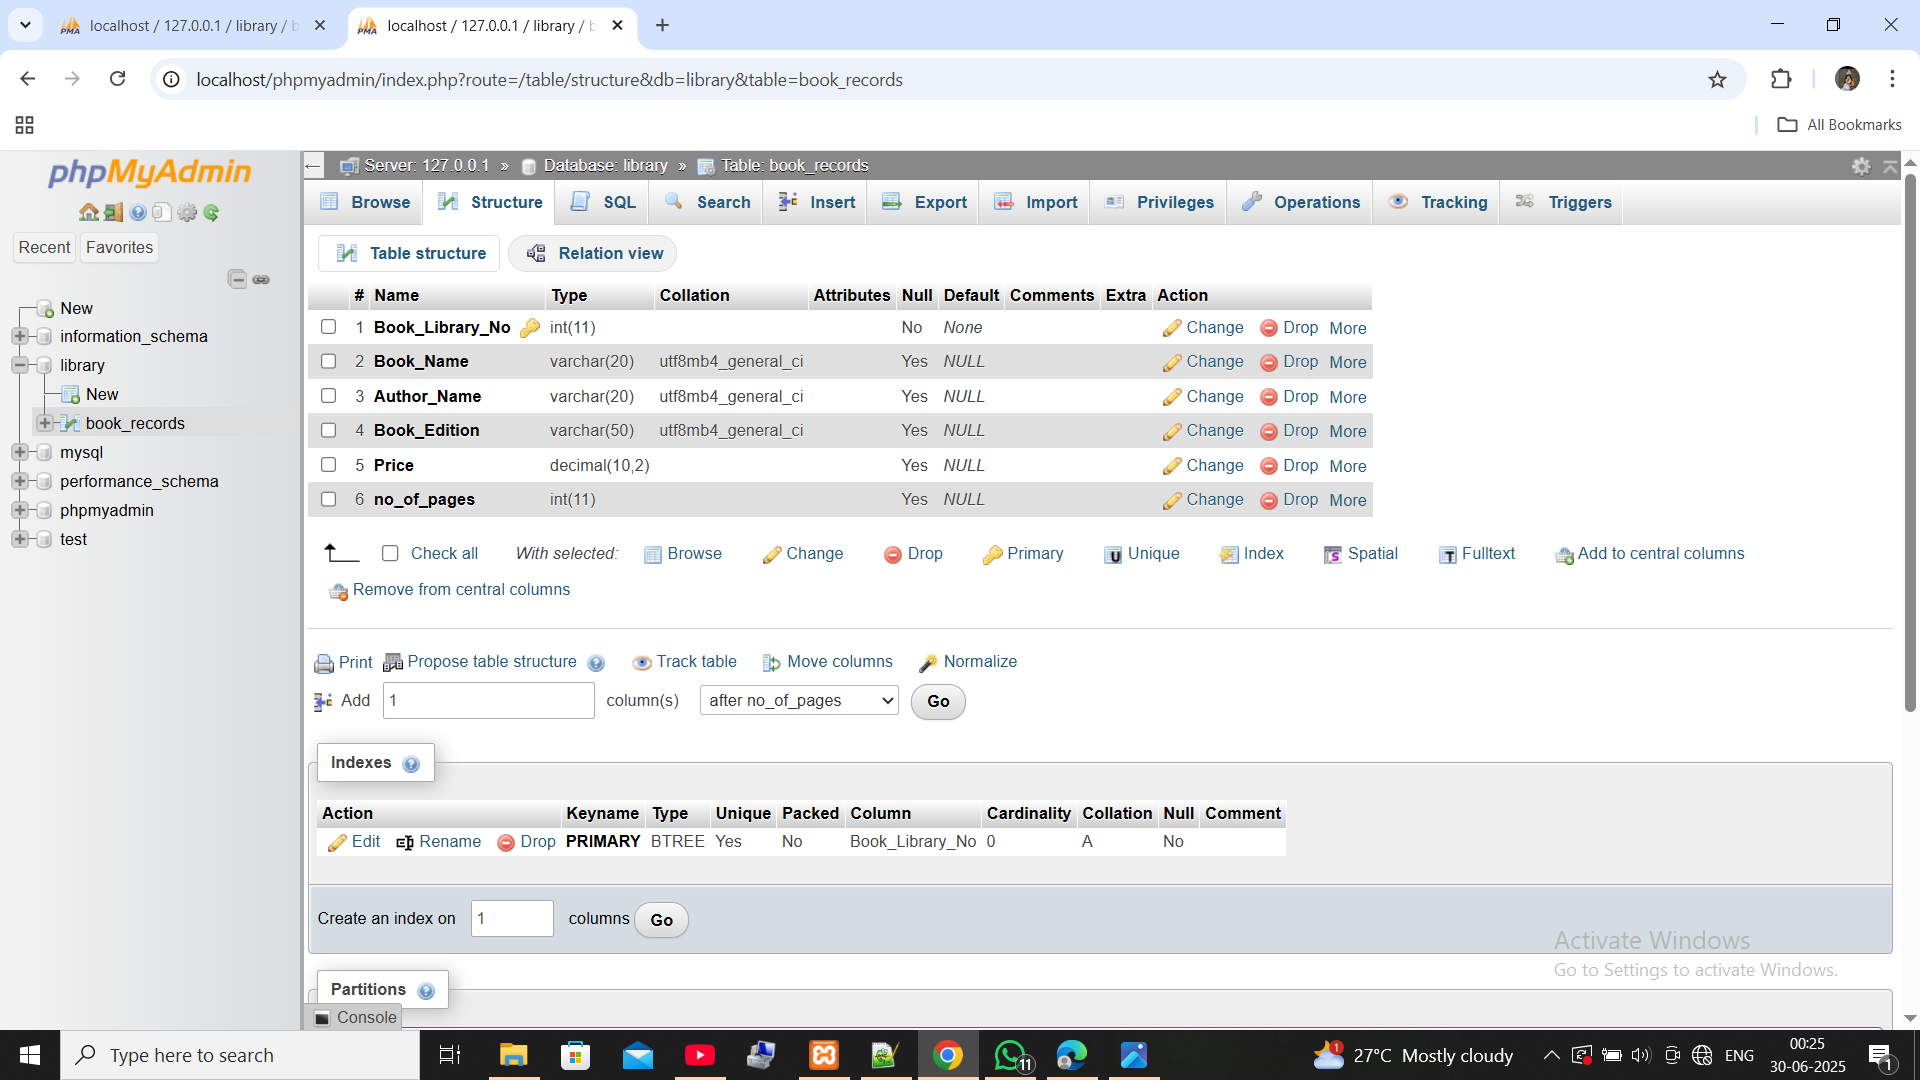 localhost / 127.0.0.1 / library / b
localhost / 127.0.0.1 / library / b
localhost/phpmyadmin/index.php?route=/table/structure&db=library&table=book_records
All Bookmarks
phpMyAdmin
Recent Favorites
New
information_schema
library
New
book_records
mysql
performance_schema
phpmyadmin
test
Server: 127.0.0.1 » Database: library » Table: book_records
Browse Structure SQL Search Insert Export Import Privileges Operations Tracking Triggers
Table structure Relation view
# Name Type Collation Attributes Null Default Comments Extra Action
1 Book_Library_No int(11) No None Change Drop More
2 Book_Name varchar(20) utf8mb4_general_ci Yes NULL Change Drop More
3 Author_Name varchar(20) utf8mb4_general_ci Yes NULL Change Drop More
4 Book_Edition varchar(50) utf8mb4_general_ci Yes NULL Change Drop More
5 Price decimal(10,2) Yes NULL Change Drop More
6 no_of_pages int(11) Yes NULL Change Drop More
Check all With selected: Browse Change Drop Primary Unique Index Spatial Fulltext Add to central columns
Remove from central columns
Print Propose table structure Track table Move columns Normalize
Add 1 column(s) after no_of_pages Go
Indexes
Action Keyname Type Unique Packed Column Cardinality Collation Null Comment
Edit Rename Drop PRIMARY BTREE Yes No Book_Library_No 0 A No
Create an index on 1 columns Go
Partitions
Console
Activate Windows
Go to Settings to activate Windows.
Type here to search
11
1
27°C Mostly cloudy
ENG
00:25
30-06-2025
1